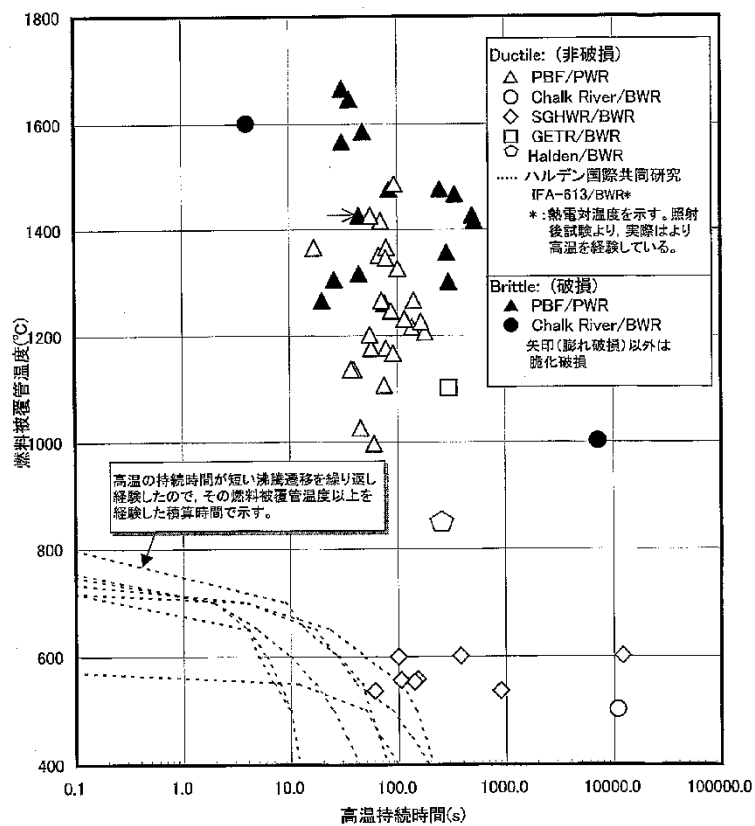 1800
1600
1400
1200
1000
800
600
400
燃料被覆管温度(℃)
Ductile: (非破損)
PBF/PWR
Chalk River/BWR
SGHWR/BWR
GETR/BWR
Halden/BWR
ハルデン国際共同研究
IFA-613/BWR*
*:熱電対温度を示す。照射
後試験より, 実際はより
高温を経験している。
Brittle: (破損)
PBF/PWR
Chalk River/BWR
矢印(膨れ破損)以外は
脆化破損
高温の持続時間が短い沸騰遷移を繰り返し
経験したので, その燃料被覆管温度以上を
経験した積算時間で示す。
0.1 1.0 10.0 100.0 1000.0 10000.0 100000.0
高温持続時間(s)